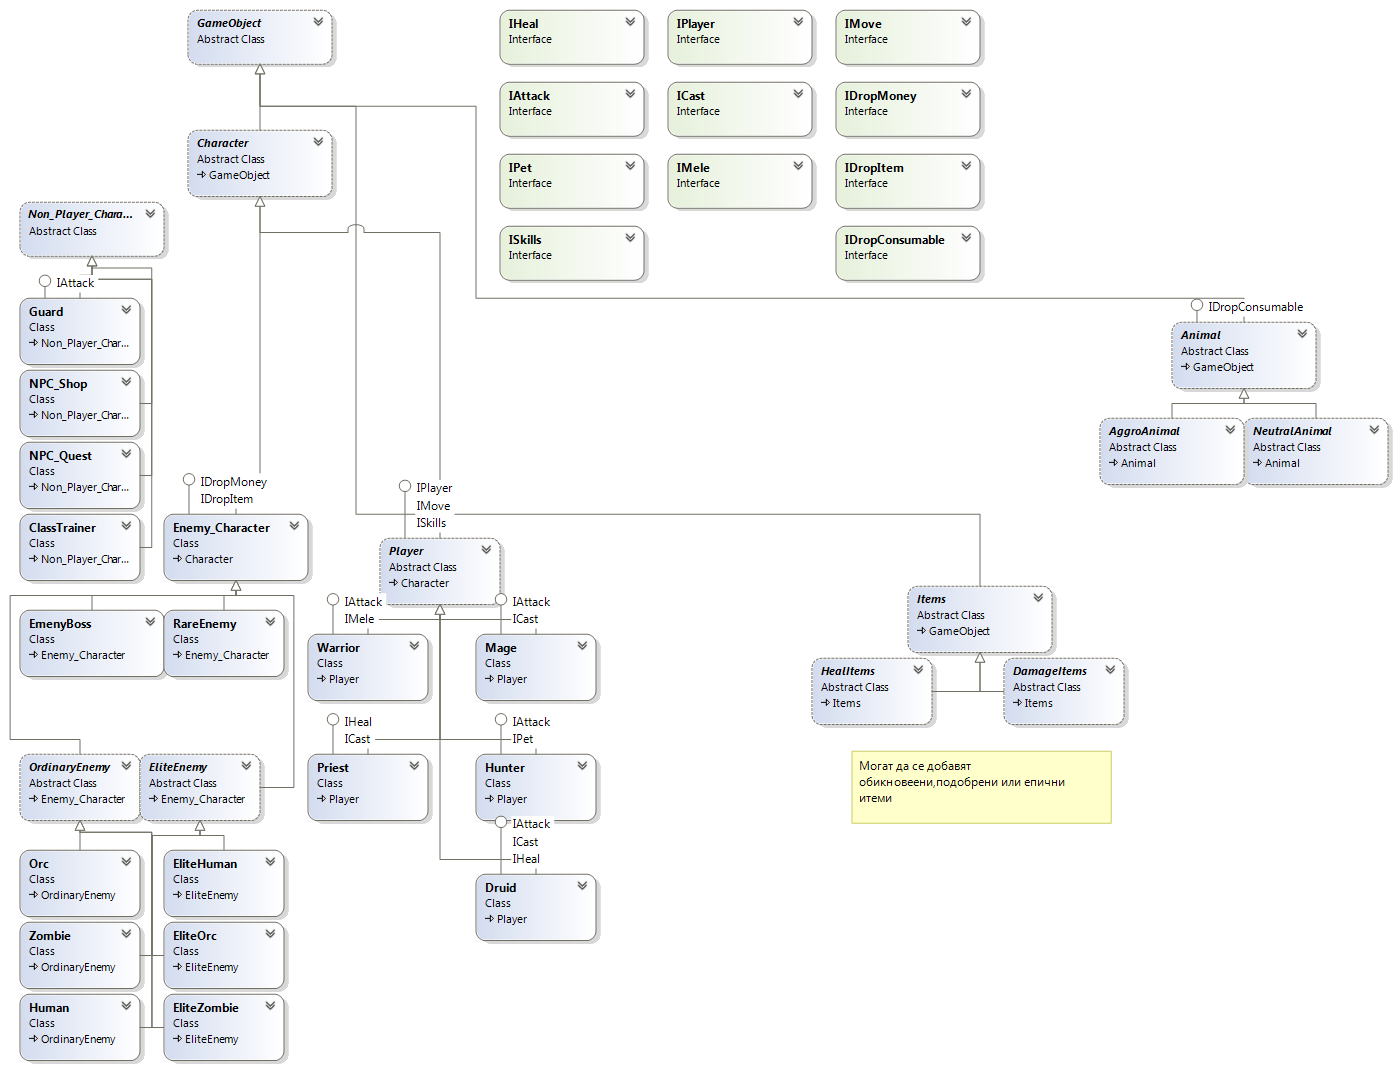 GameObject
Abstract Class
IHeal
Interface
IPlayer
Interface
IMove
Interface
IAttack
Interface
ICast
Interface
IDropMoney
Interface
Character
Abstract Class
GameObject
IPet
Interface
IMele
Interface
IDropItem
Interface
Non_Player_Chara...
Abstract Class
ISkills
Interface
IDropConsumable
Interface
IAttack
Guard
Class
Non_Player_Char...
IDropConsumable
Animal
Abstract Class
GameObject
NPC_Shop
Class
Non_Player_Char...
AggroAnimal
Abstract Class
Animal
NeutralAnimal
Abstract Class
Animal
NPC_Quest
Class
Non_Player_Char...
IDropMoney
IDropItem
IPlayer
IMove
ISkills
ClassTrainer
Class
Non_Player_Char...
Enemy_Character
Class
Character
Player
Abstract Class
Character
Items
Abstract Class
GameObject
EmenyBoss
Class
Enemy_Character
RareEnemy
Class
Enemy_Character
IAttack
IMele
Warrior
Class
Player
IAttack
ICast
Mage
Class
Player
HealItems
Abstract Class
Items
DamageItems
Abstract Class
Items
IHeal
ICast
Priest
Class
Player
IAttack
IPet
Hunter
Class
Player
Могат да се добавят
обикновеени,подобрени или епични
итеми
OrdinaryEnemy
Abstract Class
Enemy_Character
EliteEnemy
Abstract Class
Enemy_Character
IAttack
ICast
IHeal
Druid
Class
Player
Orc
Class
OrdinaryEnemy
EliteHuman
Class
EliteEnemy
Zombie
Class
OrdinaryEnemy
EliteOrc
Class
EliteEnemy
Human
Class
OrdinaryEnemy
EliteZombie
Class
EliteEnemy